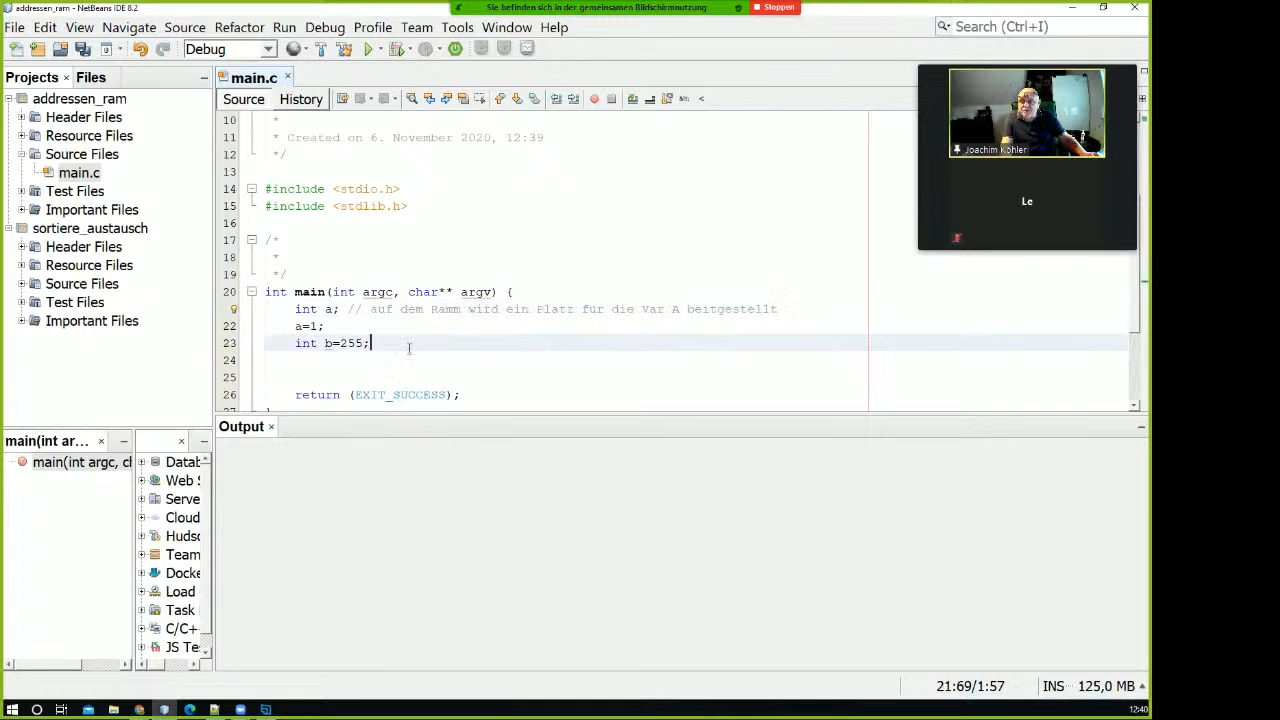 addressen_ram - NetBeans IDE 8.2
Sie befinden sich in der gemeinsamen Bildschirmnutzung
Stoppen
File Edit View Navigate Source Refactor Run Debug Profile Team Tools Window Help
Search (Ctrl+I)
Debug
Projects
Files
main.c
Source
History
addressen_ram
Header Files
Resource Files
Source Files
main.c
Test Files
Important Files
sortiere_austausch
Header Files
Resource Files
Source Files
Test Files
Important Files
10 *
11 * Created on 6. November 2020, 12:39
12 */
13
14 #include <stdio.h>
15 #include <stdlib.h>
16
17 /*
18 *
19 */
20 int main(int argc, char** argv) {
int a; // auf dem Ramm wird ein Platz für die Var A beitgestellt
22 a=1;
23 int b=255;
24
25
26 return (EXIT_SUCCESS);
Joachim Köhler
Le
main(int ar...
main(int argc, ch
Datab
Web S
Serve
Cloud
Hudso
Team
Docke
Load
Task
C/C+
JS Te
Output
21:69/1:57
INS
125,0 MB
12:40